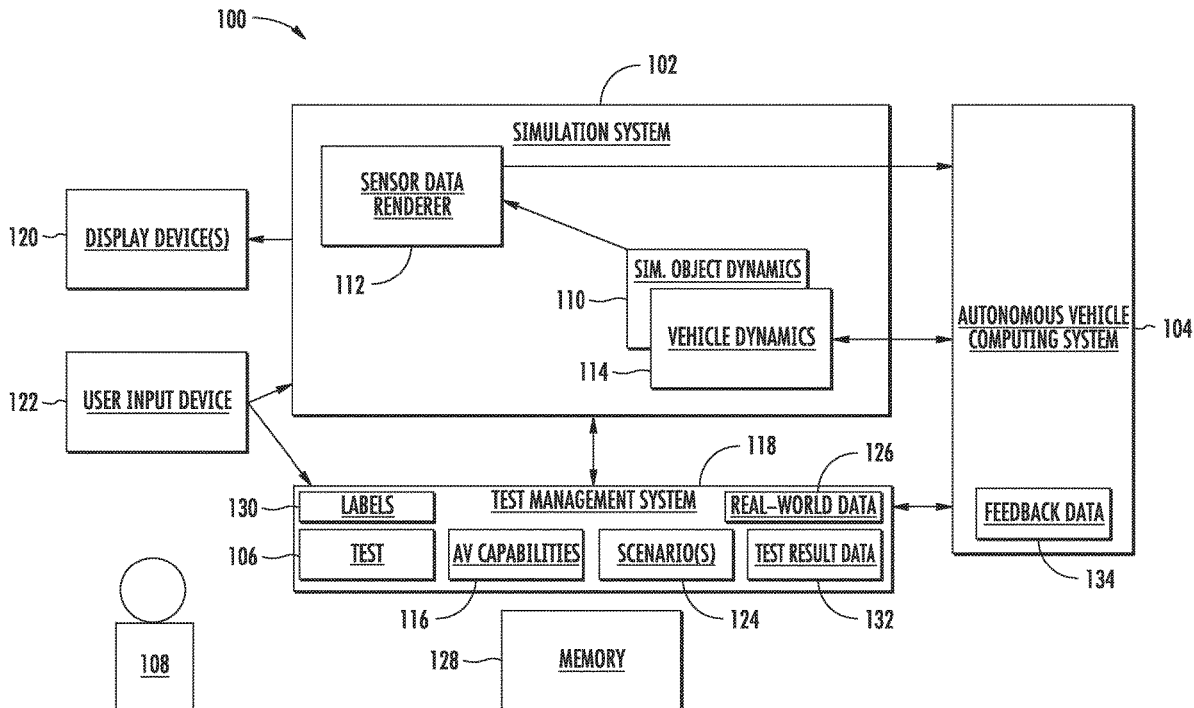 100
102
SIMULATION SYSTEM
SENSOR DATA
RENDERER
112
120
DISPLAY DEVICE(S)
SIM. OBJECT DYNAMICS
110
VEHICLE DYNAMICS
114
AUTONOMOUS VEHICLE
COMPUTING SYSTEM
104
122
USER INPUT DEVICE
118
126
130
LABELS
TEST MANAGEMENT SYSTEM
REAL-WORLD DATA
FEEDBACK DATA
106
TEST
AV CAPABILITIES
SCENARIO(S)
TEST RESULT DATA
134
116
124
132
108
128
MEMORY